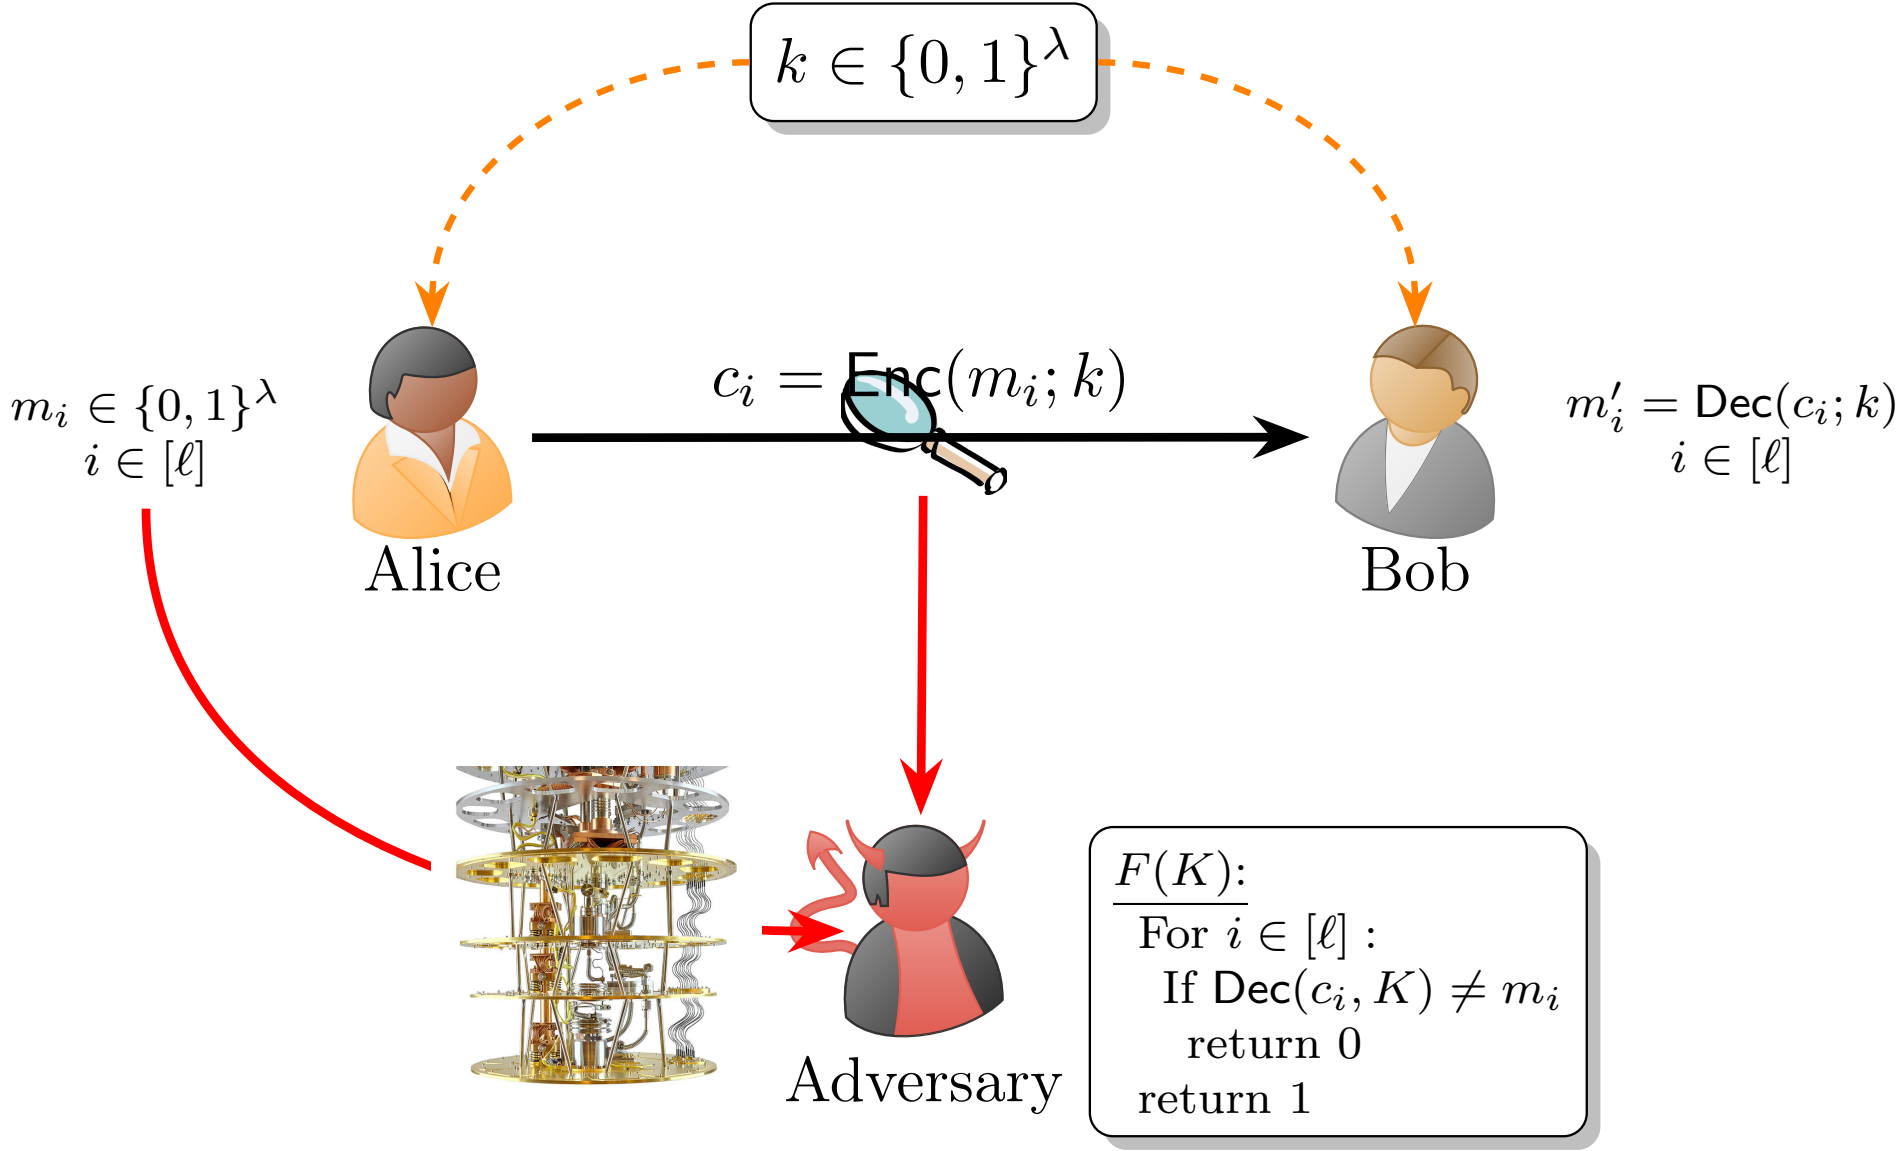 k ∈ {0, 1}^λ
c_i = Enc(m_i; k)
m_i ∈ {0, 1}^λ
i ∈ [ℓ]
m'_i = Dec(c_i; k)
i ∈ [ℓ]
Alice
Bob
F(K):
For i ∈ [ℓ] :
If Dec(c_i, K) ≠ m_i
return 0
return 1
Adversary